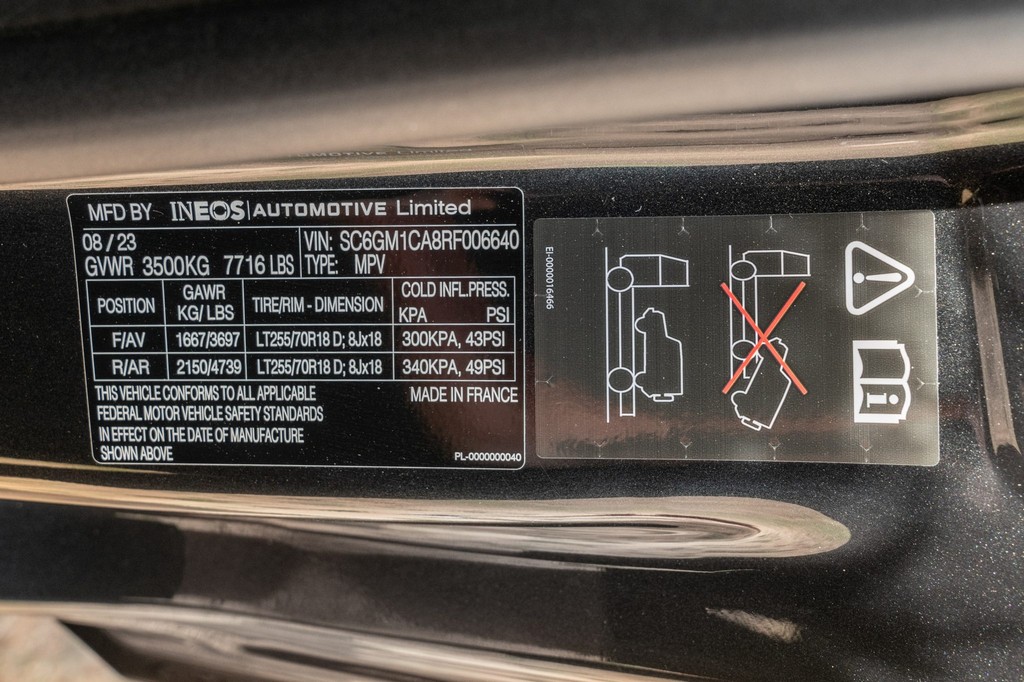 MFD BY INEOS | AUTOMOTIVE Limited
08 / 23
VIN: SC6GM1CA8RF006640
GVWR 3500KG 7716 LBS
TYPE: MPV
POSITION
GAWR
KG/ LBS
TIRE/RIM - DIMENSION
COLD INFL.PRESS.
KPA PSI
F/AV 1667/3697 LT255/70R18 D; 8Jx18 300KPA, 43PSI
R/AR 2150/4739 LT255/70R18 D; 8Jx18 340KPA, 49PSI
THIS VEHICLE CONFORMS TO ALL APPLICABLE
FEDERAL MOTOR VEHICLE SAFETY STANDARDS
IN EFFECT ON THE DATE OF MANUFACTURE
SHOWN ABOVE
MADE IN FRANCE
PL-0000000040
EI-0000016466